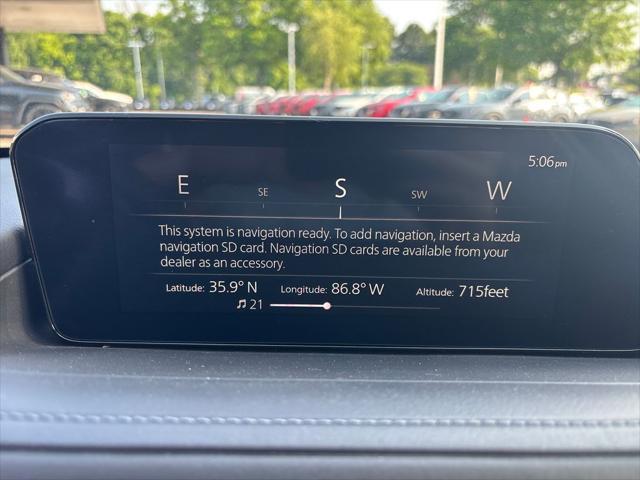 5:06pm
E SE S SW W
This system is navigation ready. To add navigation, insert a Mazda
navigation SD card. Navigation SD cards are available from your
dealer as an accessory.
Latitude: 35.9° N Longitude: 86.8° W Altitude: 715feet
21